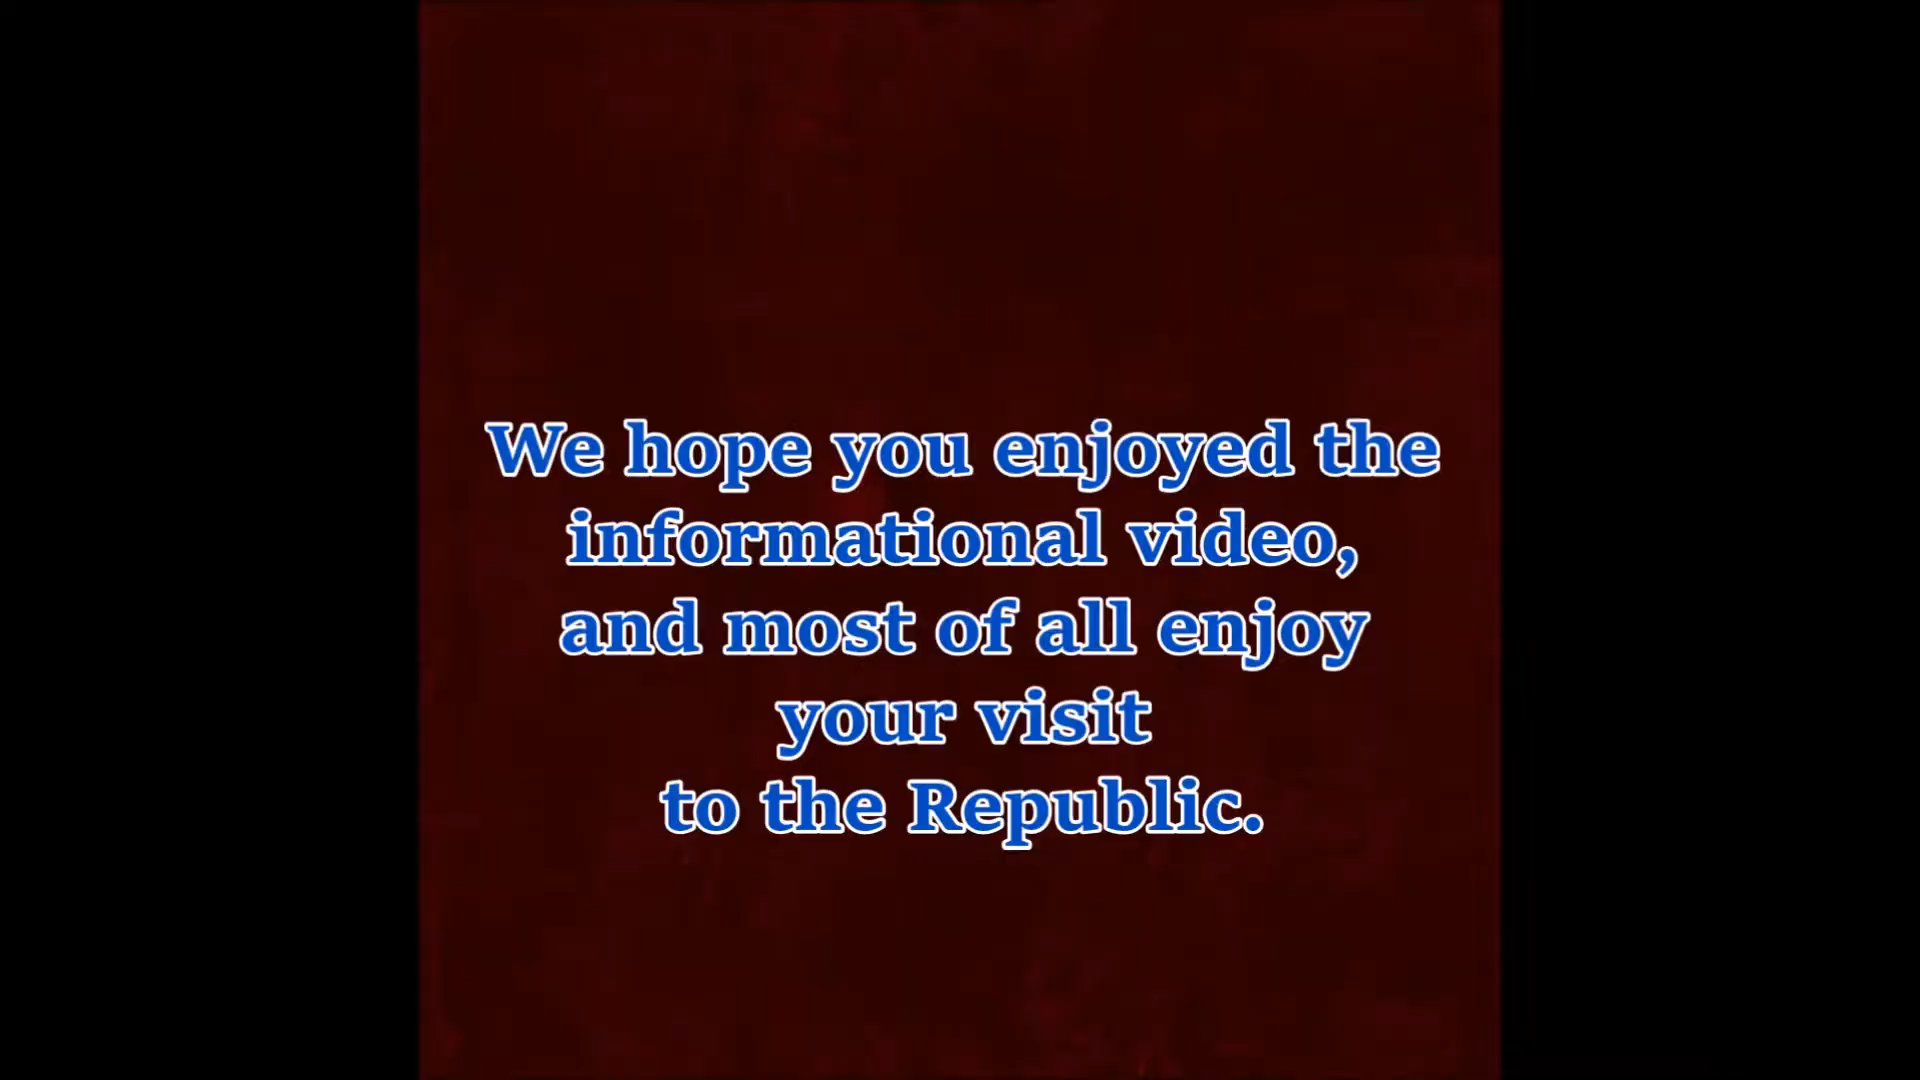 We hope you enjoyed the
informational video,
and most of all enjoy
your visit
to the Republic.